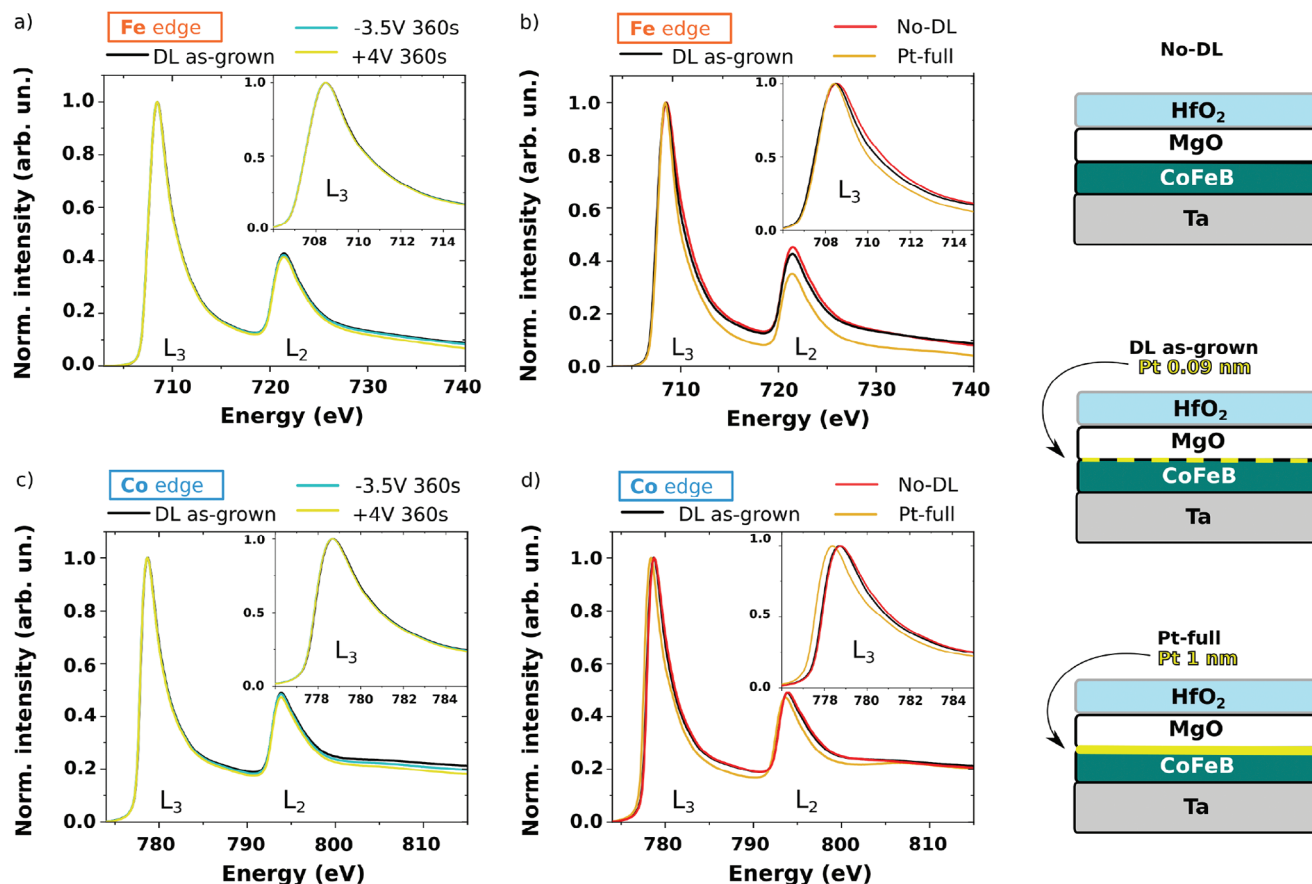 a)
Fe edge
-3.5V 360s
DL as-grown
+4V 360s
Norm. intensity (arb. un.)
1.0
0.8
0.6
0.4
0.2
0.0
710
720
730
740
Energy (eV)
L3
L2
1.0
0.5
0.0
708
710
712
714
L3
b)
Fe edge
No-DL
DL as-grown
Pt-full
Norm. intensity (arb. un.)
1.0
0.8
0.6
0.4
0.2
0.0
710
720
730
740
Energy (eV)
L3
L2
1.0
0.5
0.0
708
710
712
714
L3
No-DL
HfO2
MgO
CoFeB
Ta
DL as-grown
Pt 0.09 nm
HfO2
MgO
CoFeB
Ta
c)
Co edge
-3.5V 360s
DL as-grown
+4V 360s
Norm. intensity (arb. un.)
1.0
0.8
0.6
0.4
0.2
0.0
780
790
800
810
Energy (eV)
L3
L2
1.0
0.5
0.0
778
780
782
784
L3
d)
Co edge
No-DL
DL as-grown
Pt-full
Norm. intensity (arb. un.)
1.0
0.8
0.6
0.4
0.2
0.0
780
790
800
810
Energy (eV)
L3
L2
1.0
0.5
0.0
778
780
782
784
L3
Pt-full
Pt 1 nm
HfO2
MgO
CoFeB
Ta